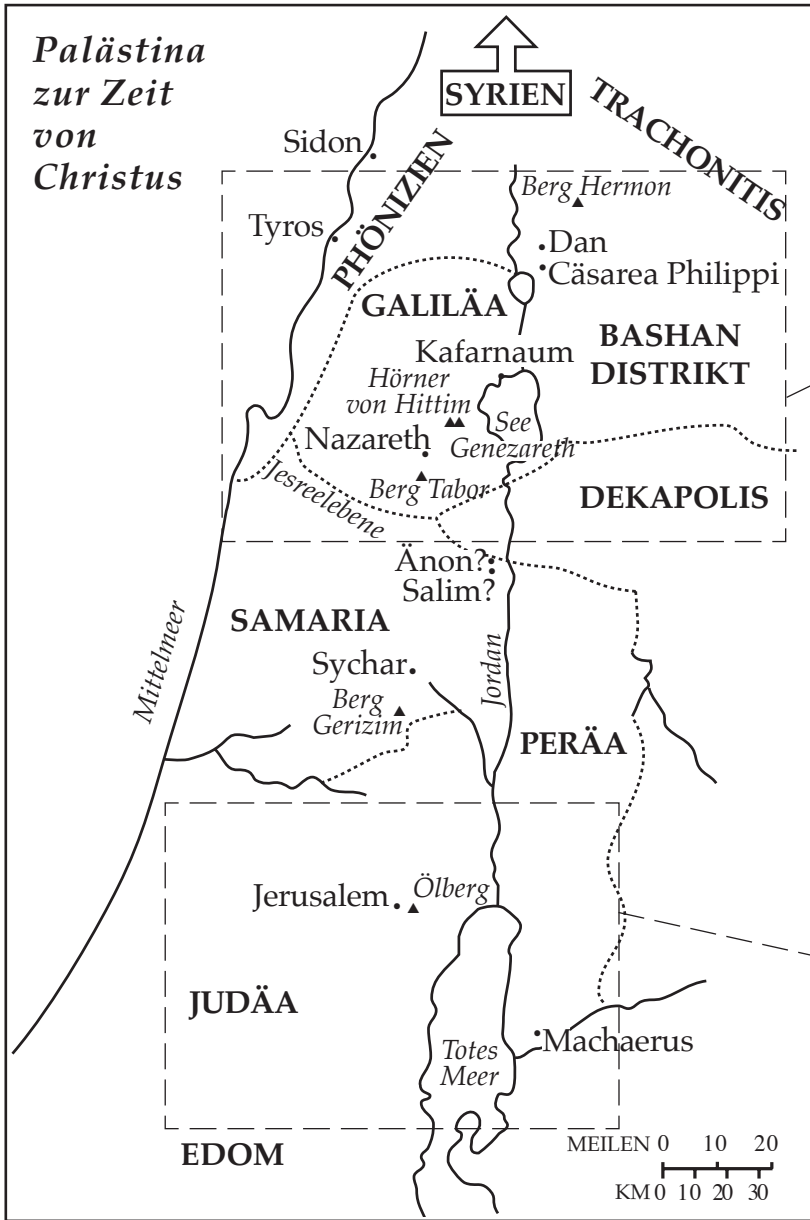 Palästina
zur Zeit
von
Christus
SYRIEN
TRACHONITIS
Sidon
PHÖNIZIEN
Berg Hermon
Tyros
Dan
Cäsarea Philippi
GALILÄA
BASHAN
DISTRIKT
Kafarnaum
Hörner
von Hittim
See
Genezareth
Nazareth
Berg Tabor
Jesreelebene
DEKAPOLIS
Änon?
Salim?
SAMARIA
Mittelmeer
Sychar
Jordan
Berg
Gerizim
PERÄA
Jerusalem
Ölberg
JUDÄA
Totes
Meer
Machaerus
EDOM
MEILEN 0 10 20
KM 0 10 20 30